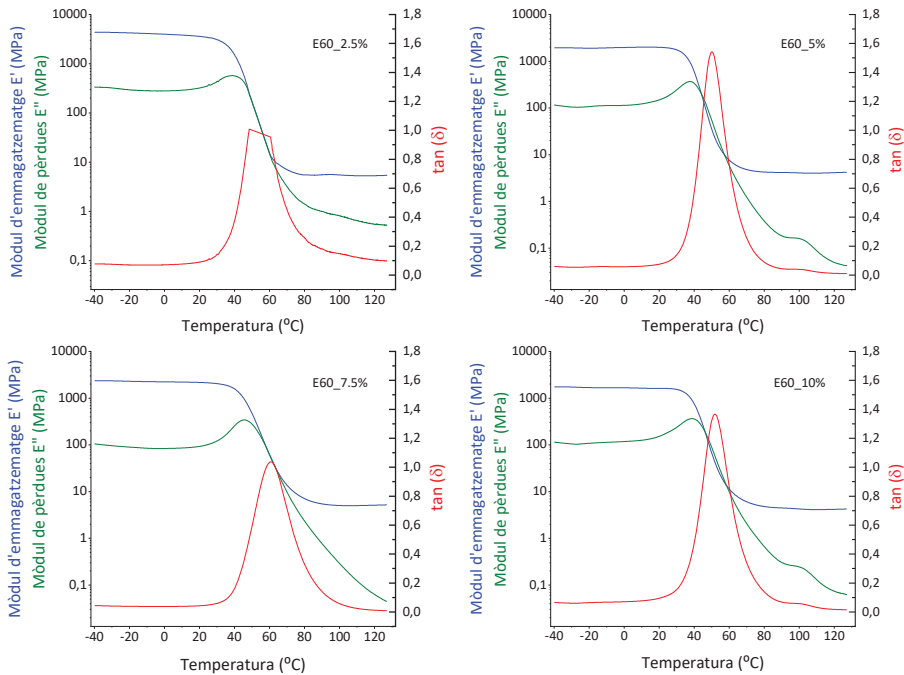 Mòdul d'emmagatzematge E' (MPa)
Mòdul de pèrdues E'' (MPa)
10000
1000
100
10
1
0,1
1,8
1,6
1,4
1,2
1,0
0,8
0,6
0,4
0,2
0,0
tan (δ)
E60_2.5%
-40 -20 0 20 40 60 80 100 120
Temperatura (ºC)
Mòdul d'emmagatzematge E' (MPa)
Mòdul de pèrdues E'' (MPa)
10000
1000
100
10
1
0,1
1,8
1,6
1,4
1,2
1,0
0,8
0,6
0,4
0,2
0,0
tan (δ)
E60_5%
-40 -20 0 20 40 60 80 100 120
Temperatura (ºC)
Mòdul d'emmagatzematge E' (MPa)
Mòdul de pèrdues E'' (MPa)
10000
1000
100
10
1
0,1
1,8
1,6
1,4
1,2
1,0
0,8
0,6
0,4
0,2
0,0
tan (δ)
E60_7.5%
-40 -20 0 20 40 60 80 100 120
Temperatura (ºC)
Mòdul d'emmagatzematge E' (MPa)
Mòdul de pèrdues E'' (MPa)
10000
1000
100
10
1
0,1
1,8
1,6
1,4
1,2
1,0
0,8
0,6
0,4
0,2
0,0
tan (δ)
E60_10%
-40 -20 0 20 40 60 80 100 120
Temperatura (ºC)